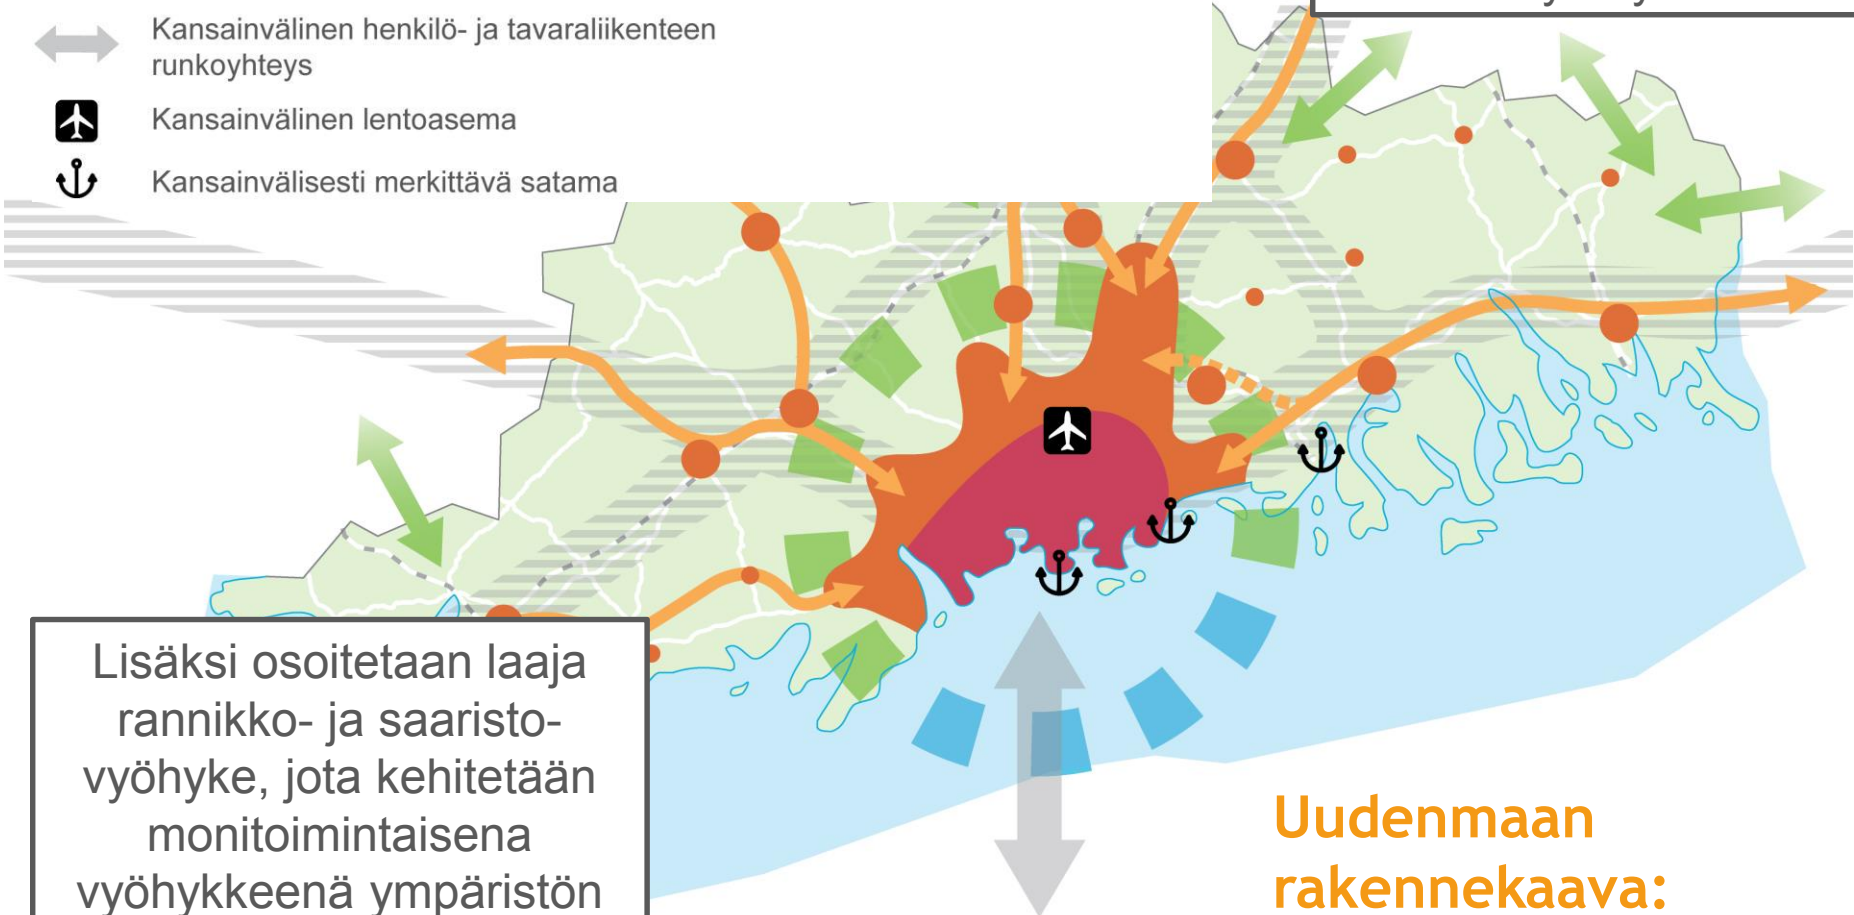 Kansainvälinen henkilö- ja tavaraliikenteen
runkoyhteys
Kansainvälinen lentoasema
Kansainvälisesti merkittävä satama
Lisäksi osoitetaan laaja
rannikko- ja saaristo-
vyöhyke, jota kehitetään
monitoimintaisena
vyöhykkeenä ympäristön
Uudenmaan
rakennekaava: